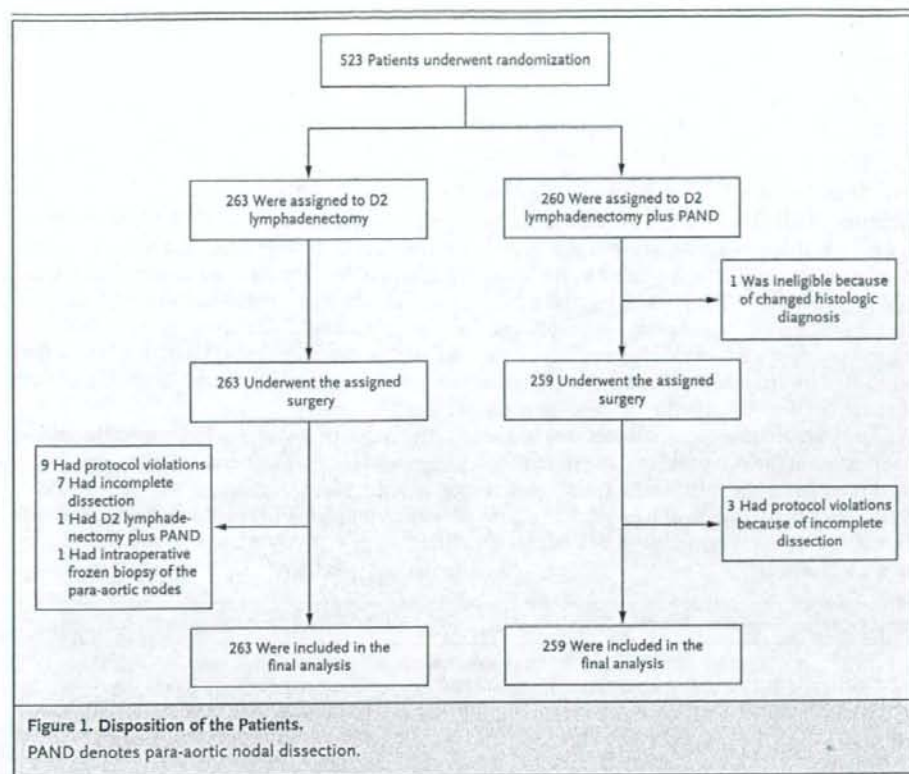 523 Patients underwent randomization
263 Were assigned to D2
lymphadenectomy
260 Were assigned to D2
lymphadenectomy plus PAND
1 Was ineligible because
of changed histologic
diagnosis
263 Underwent the assigned
surgery
259 Underwent the assigned
surgery
9 Had protocol violations
7 Had incomplete
dissection
1 Had D2 lymphade-
nectomy plus PAND
1 Had intraoperative
frozen biopsy of the
para-aortic nodes
3 Had protocol violations
because of incomplete
dissection
263 Were included in the
final analysis
259 Were included in the
final analysis
Figure 1. Disposition of the Patients.
PAND denotes para-aortic nodal dissection.